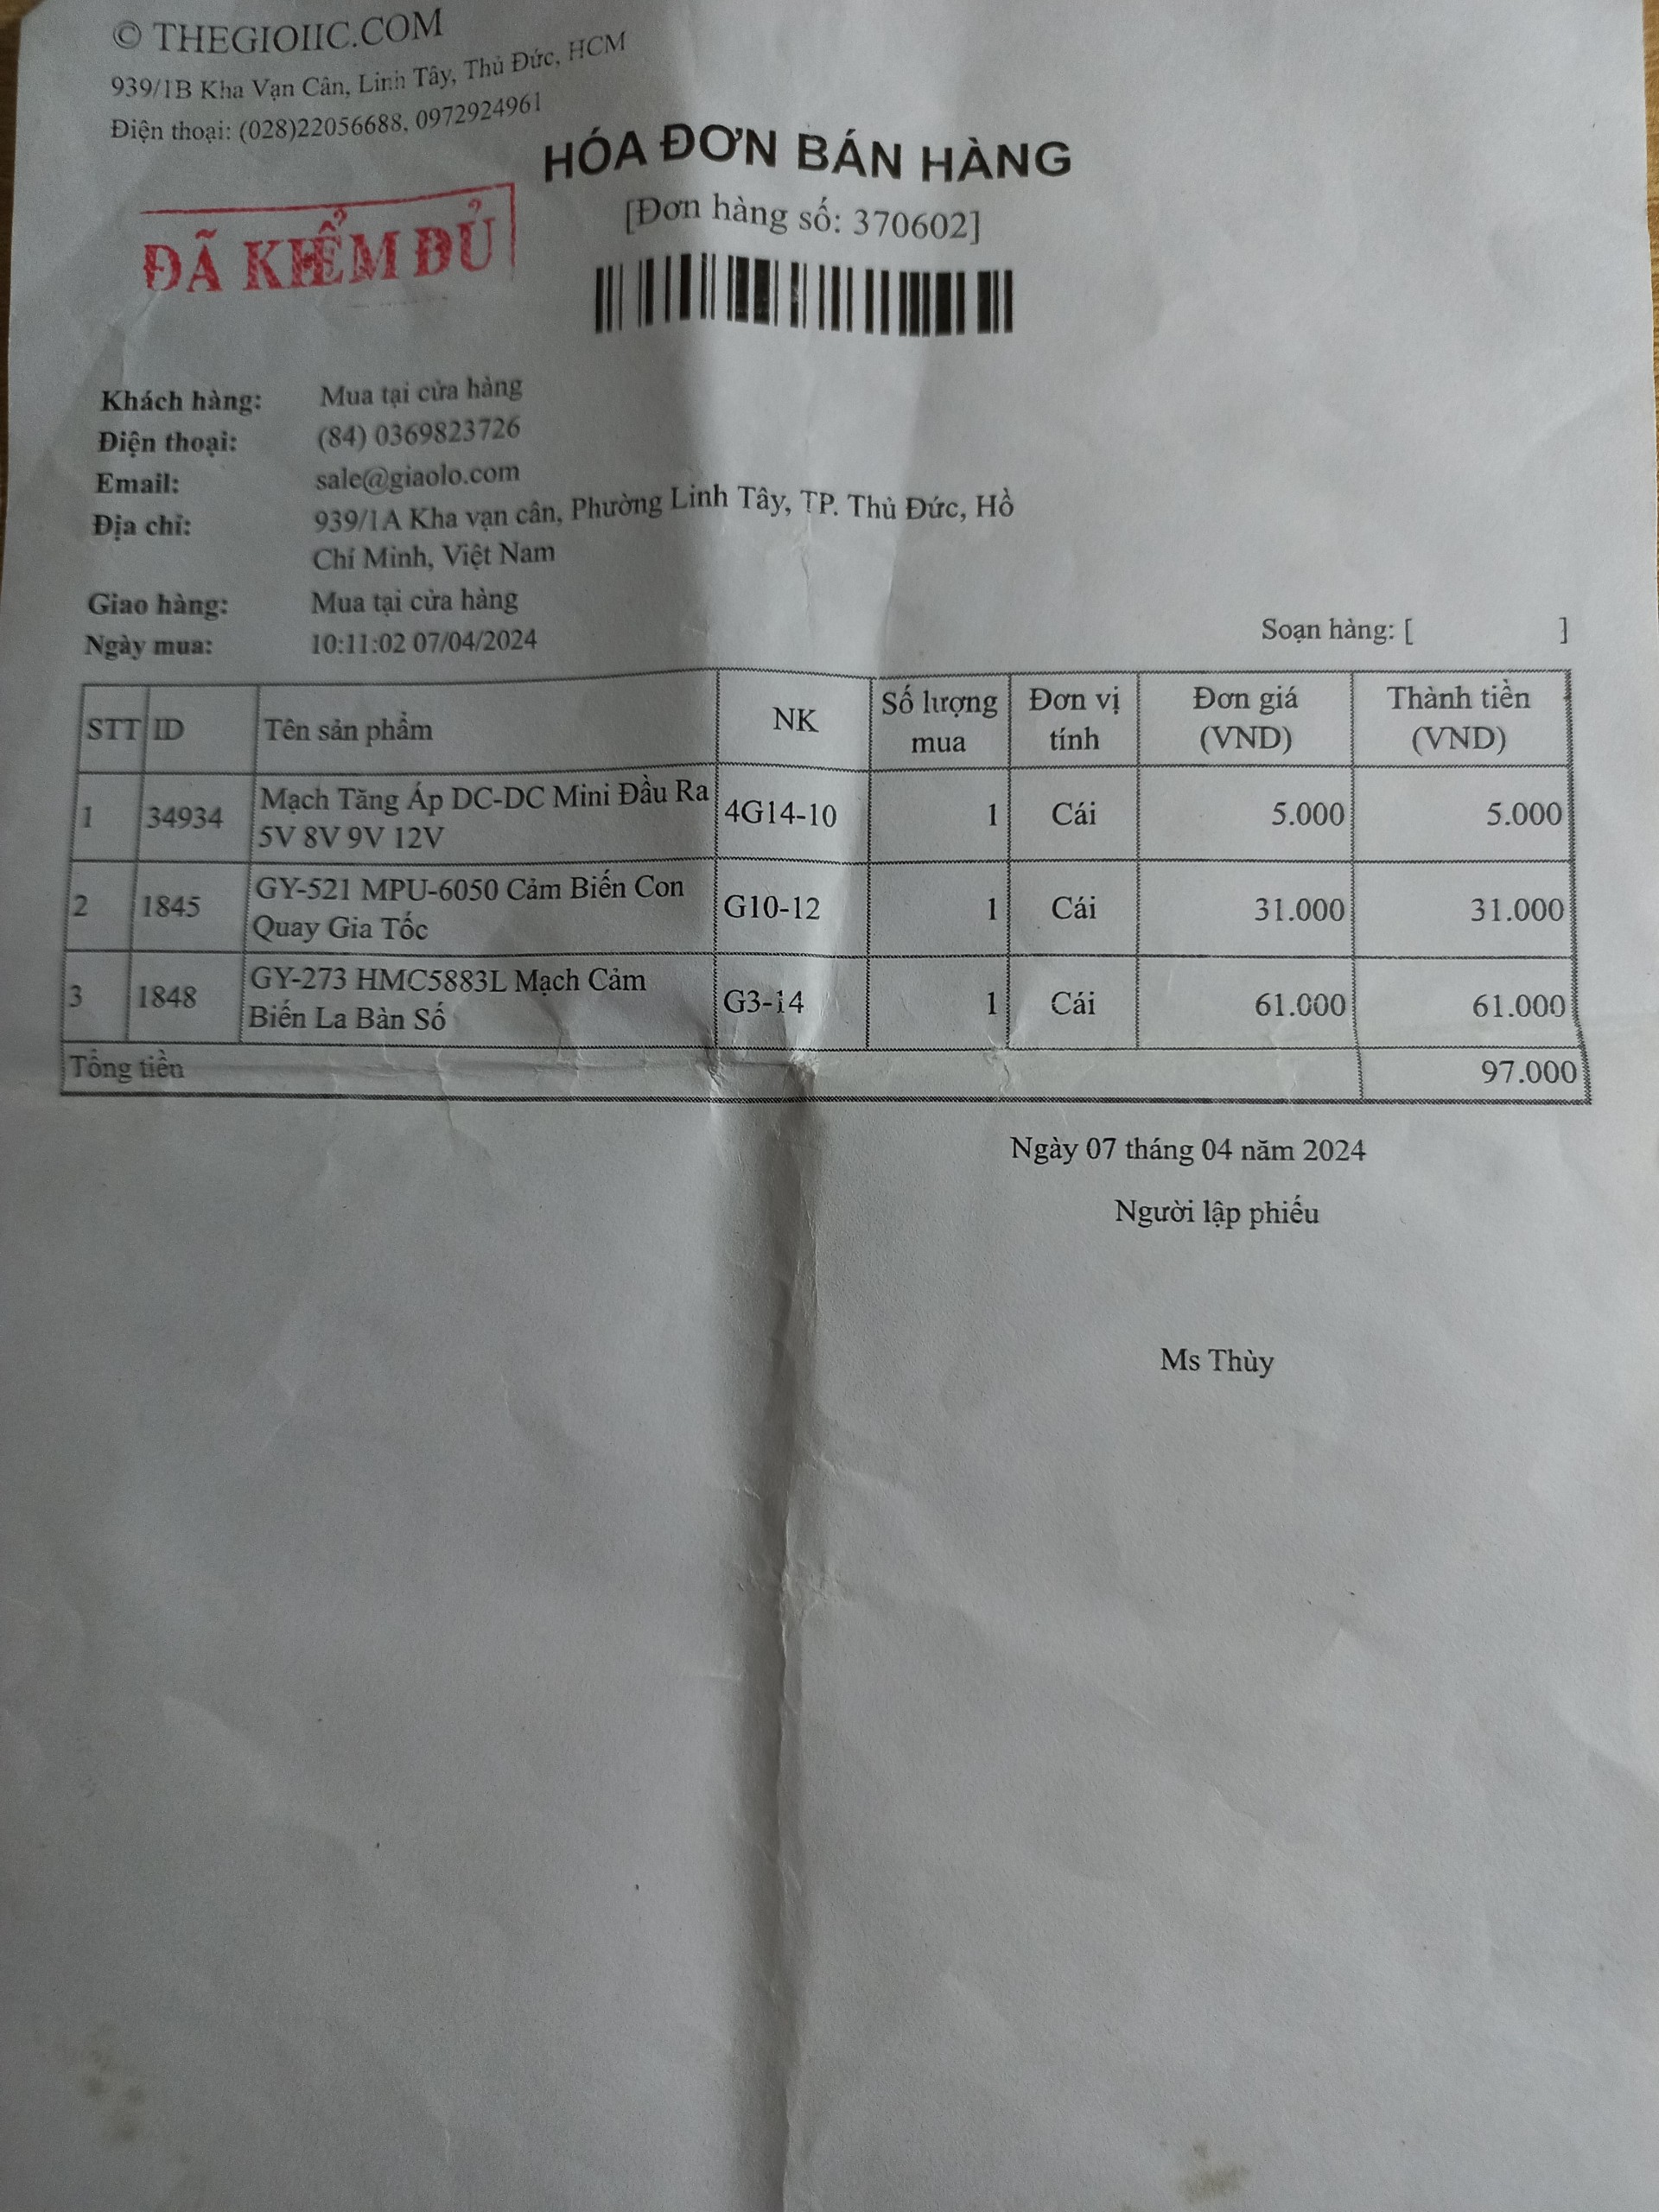 © THEGIOIIC.COM
939/1B Kha Vạn Cân, Linh Tây, Thủ Đức, HCM
Điện thoại: (028)22056688, 0972924961
HÓA ĐƠN BÁN HÀNG
[Đơn hàng số: 370602]
ĐÃ KIỂM ĐỦ
Khách hàng: Mua tại cửa hàng
Điện thoại: (84) 0369823726
Email: sale@giaolo.com
Địa chỉ: 939/1A Kha vạn cân, Phường Linh Tây, TP. Thủ Đức, Hồ
Chí Minh, Việt Nam
Giao hàng: Mua tại cửa hàng
Ngày mua: 10:11:02 07/04/2024
Soạn hàng: [ ]
STT ID Tên sản phẩm NK Số lượng mua Đơn vị tính Đơn giá (VND) Thành tiền (VND)
1 34934 Mạch Tăng Áp DC-DC Mini Đầu Ra 5V 8V 9V 12V 4G14-10 1 Cái 5.000 5.000
2 1845 GY-521 MPU-6050 Cảm Biến Con Quay Gia Tốc G10-12 1 Cái 31.000 31.000
3 1848 GY-273 HMC5883L Mạch Cảm Biến La Bàn Số G3-14 1 Cái 61.000 61.000
Tổng tiền 97.000
Ngày 07 tháng 04 năm 2024
Người lập phiếu
Ms Thùy